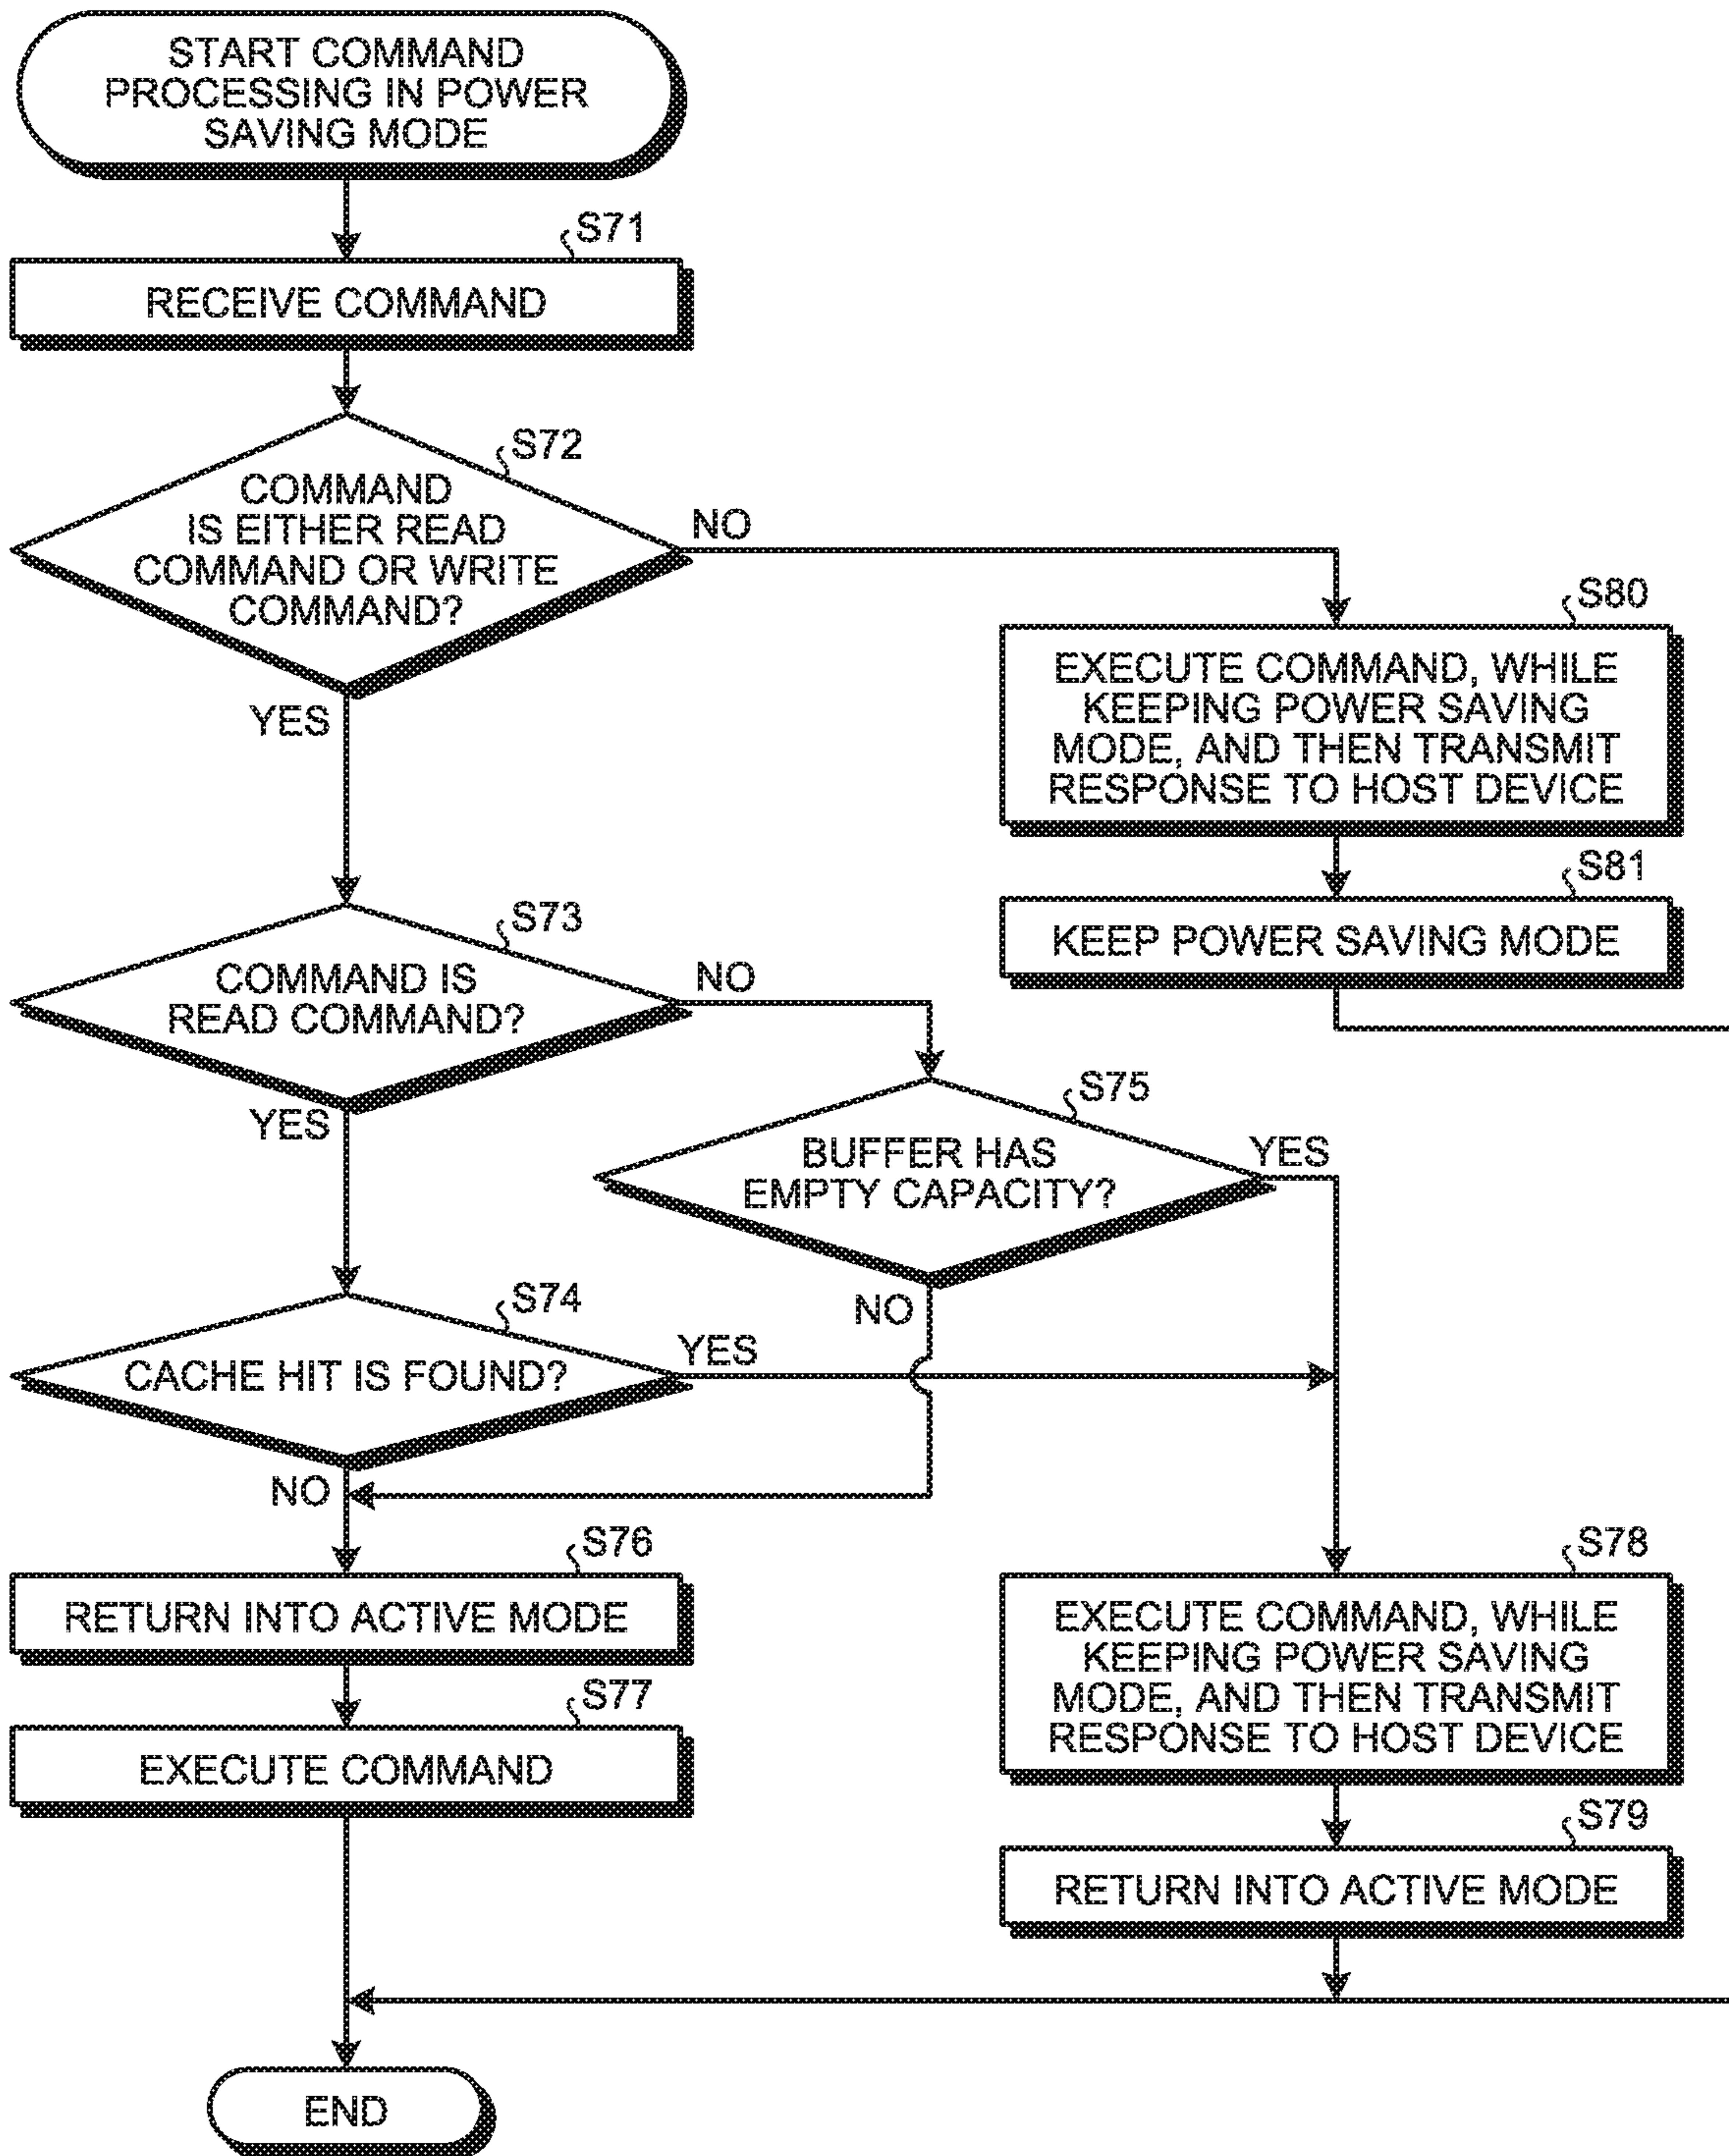 START COMMAND
PROCESSING IN POWER
SAVING MODE
S71
RECEIVE COMMAND
S72
COMMAND
IS EITHER READ
COMMAND OR WRITE
COMMAND?
NO
YES
S80
EXECUTE COMMAND, WHILE
KEEPING POWER SAVING
MODE, AND THEN TRANSMIT
RESPONSE TO HOST DEVICE
S81
KEEP POWER SAVING MODE
S73
COMMAND IS
READ COMMAND?
NO
YES
S75
BUFFER HAS
EMPTY CAPACITY?
YES
NO
S74
CACHE HIT IS FOUND?
YES
NO
S76
RETURN INTO ACTIVE MODE
S77
EXECUTE COMMAND
S78
EXECUTE COMMAND, WHILE
KEEPING POWER SAVING
MODE, AND THEN TRANSMIT
RESPONSE TO HOST DEVICE
S79
RETURN INTO ACTIVE MODE
END